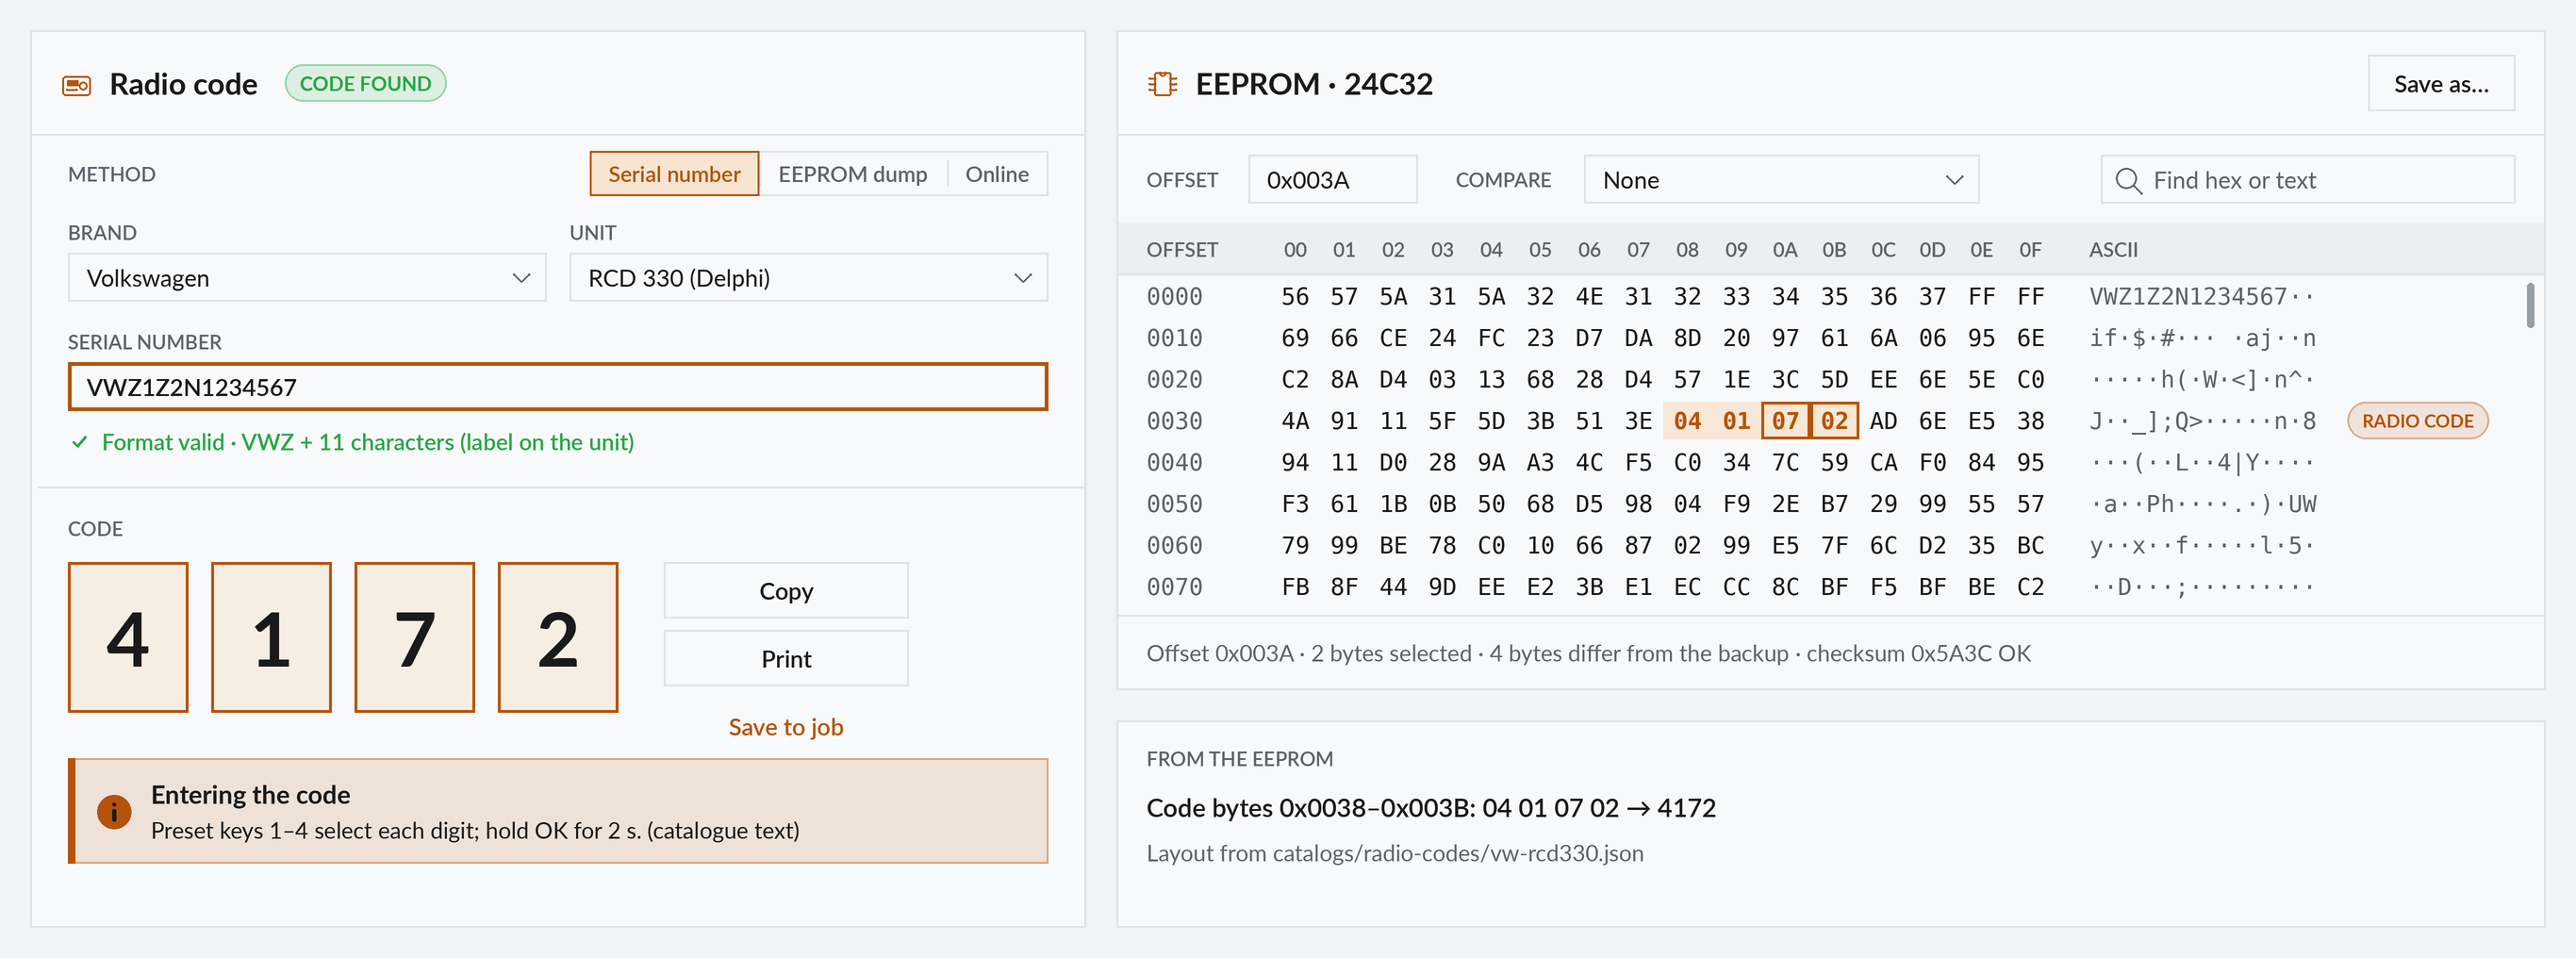 Radio code
CODE FOUND
METHOD
Serial number
EEPROM dump
Online
BRAND
UNIT
Volkswagen
RCD 330 (Delphi)
SERIAL NUMBER
VWZ1Z2N1234567
Format valid · VWZ + 11 characters (label on the unit)
CODE
4 1 7 2
Copy
Print
Save to job
Entering the code
Preset keys 1–4 select each digit; hold OK for 2 s. (catalogue text)
EEPROM · 24C32
Save as...
OFFSET 0x003A COMPARE None
Find hex or text
OFFSET 00 01 02 03 04 05 06 07 08 09 0A 0B 0C 0D 0E 0F ASCII
0000 56 57 5A 31 5A 32 4E 31 32 33 34 35 36 37 FF FF VWZ1Z2N1234567··
0010 69 66 CE 24 FC 23 D7 DA 8D 20 97 61 6A 06 95 6E if·$·#··· ·aj··n
0020 C2 8A D4 03 13 68 28 D4 57 1E 3C 5D EE 6E 5E C0 ·····h(·W·<]·n^·
0030 4A 91 11 5F 5D 3B 51 3E 04 01 07 02 AD 6E E5 38 J··_];Q>·····n·8 RADIO CODE
0040 94 11 D0 28 9A A3 4C F5 C0 34 7C 59 CA F0 84 95 ···(··L··4|Y····
0050 F3 61 1B 0B 50 68 D5 98 04 F9 2E B7 29 99 55 57 ·a··Ph····.·)·UW
0060 79 99 BE 78 C0 10 66 87 02 99 E5 7F 6C D2 35 BC y··x··f·····l·5·
0070 FB 8F 44 9D EE E2 3B E1 EC CC 8C BF F5 BF BE C2 ··D···;·········
Offset 0x003A · 2 bytes selected · 4 bytes differ from the backup · checksum 0x5A3C OK
FROM THE EEPROM
Code bytes 0x0038–0x003B: 04 01 07 02 → 4172
Layout from catalogs/radio-codes/vw-rcd330.json